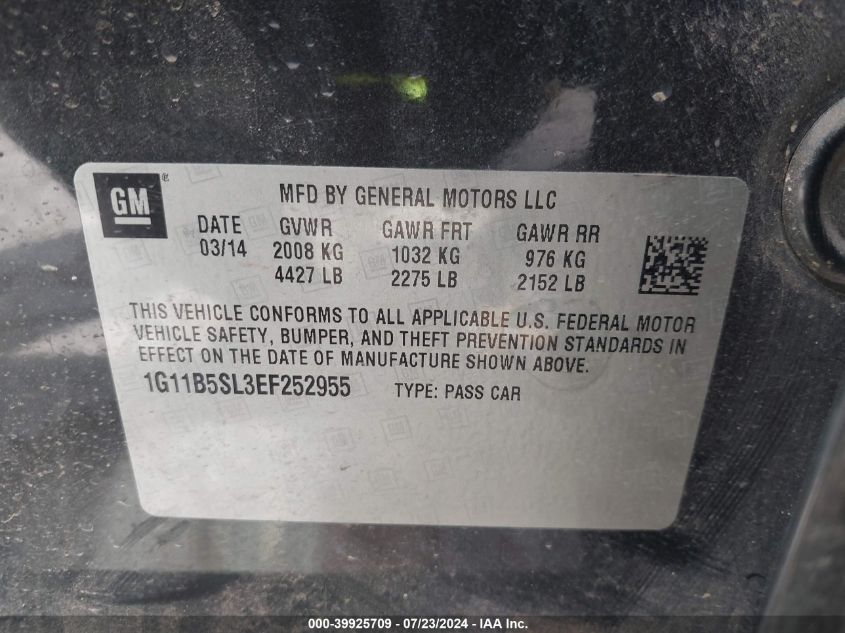 GM
MFD BY GENERAL MOTORS LLC
DATE GVWR GAWR FRT GAWR RR
03/14 2008 KG 1032 KG 976 KG
4427 LB 2275 LB 2152 LB
THIS VEHICLE CONFORMS TO ALL APPLICABLE U.S. FEDERAL MOTOR
VEHICLE SAFETY, BUMPER, AND THEFT PREVENTION STANDARDS IN
EFFECT ON THE DATE OF MANUFACTURE SHOWN ABOVE.
1G11B5SL3EF252955 TYPE: PASS CAR
000-39925709 - 07/23/2024 - IAA Inc.